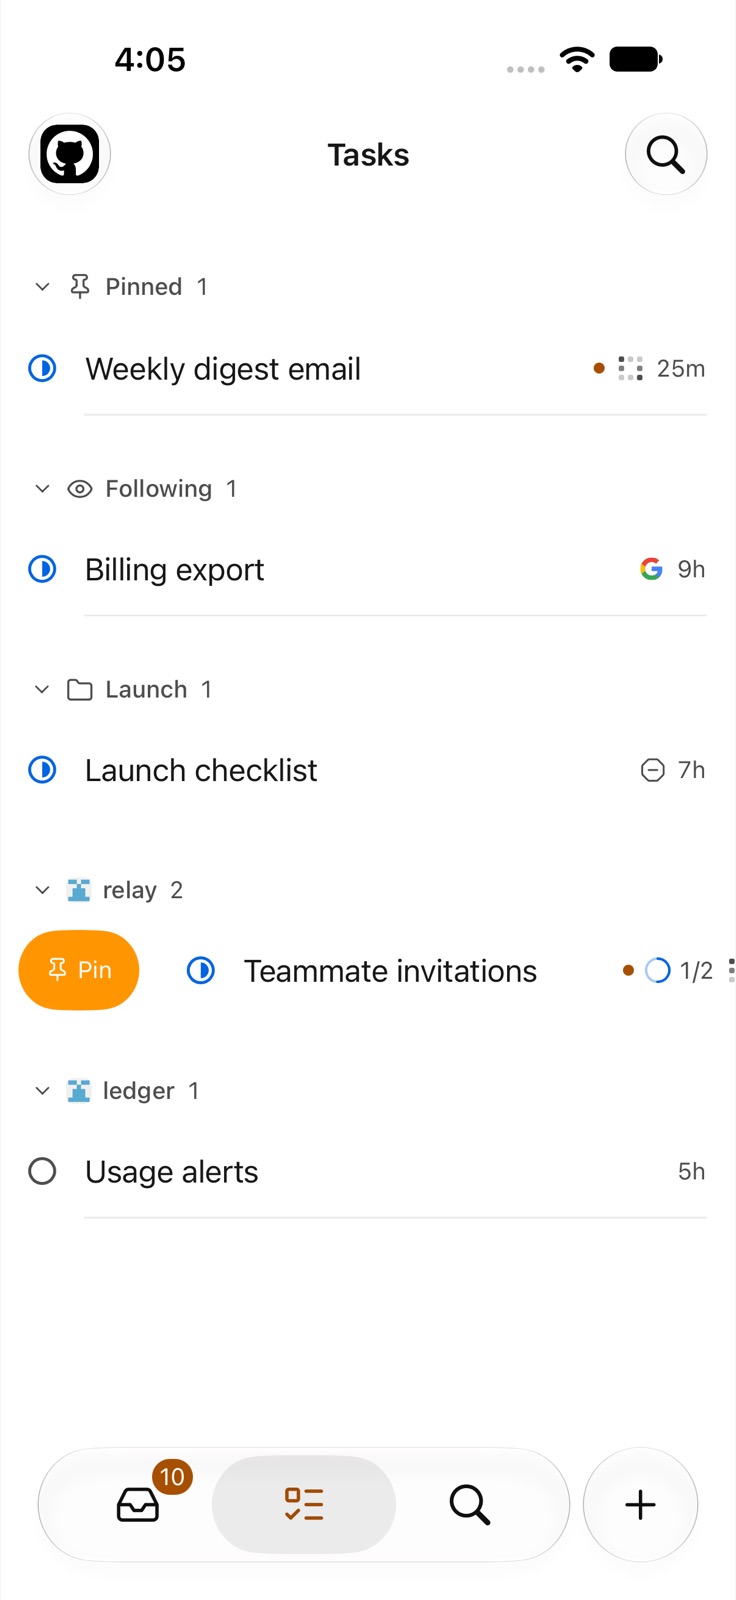 4:05
Tasks
Pinned 1
Weekly digest email 25m
Following 1
Billing export 9h
Launch 1
Launch checklist 7h
relay 2
Pin Teammate invitations 1/2
ledger 1
Usage alerts 5h
10